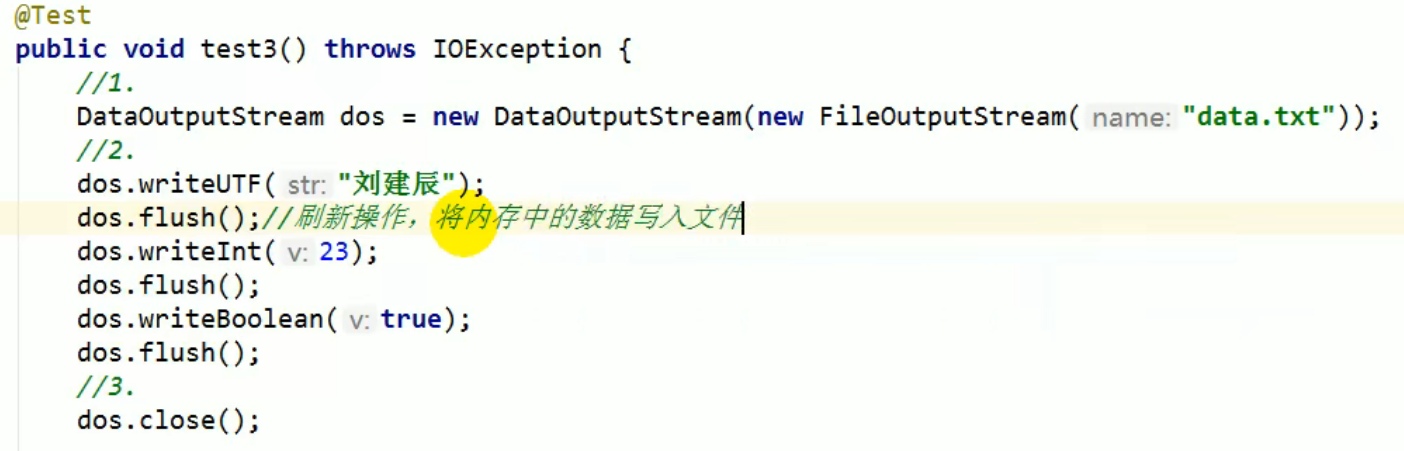 @Test
public void test3() throws IOException {
//1.
DataOutputStream dos = new DataOutputStream(new FileOutputStream( name: "data.txt"));
//2.
dos.writeUTF( str: "刘建辰");
dos.flush();//刷新操作，将内存中的数据写入文件
dos.writeInt( v: 23);
dos.flush();
dos.writeBoolean( v: true);
dos.flush();
//3.
dos.close();